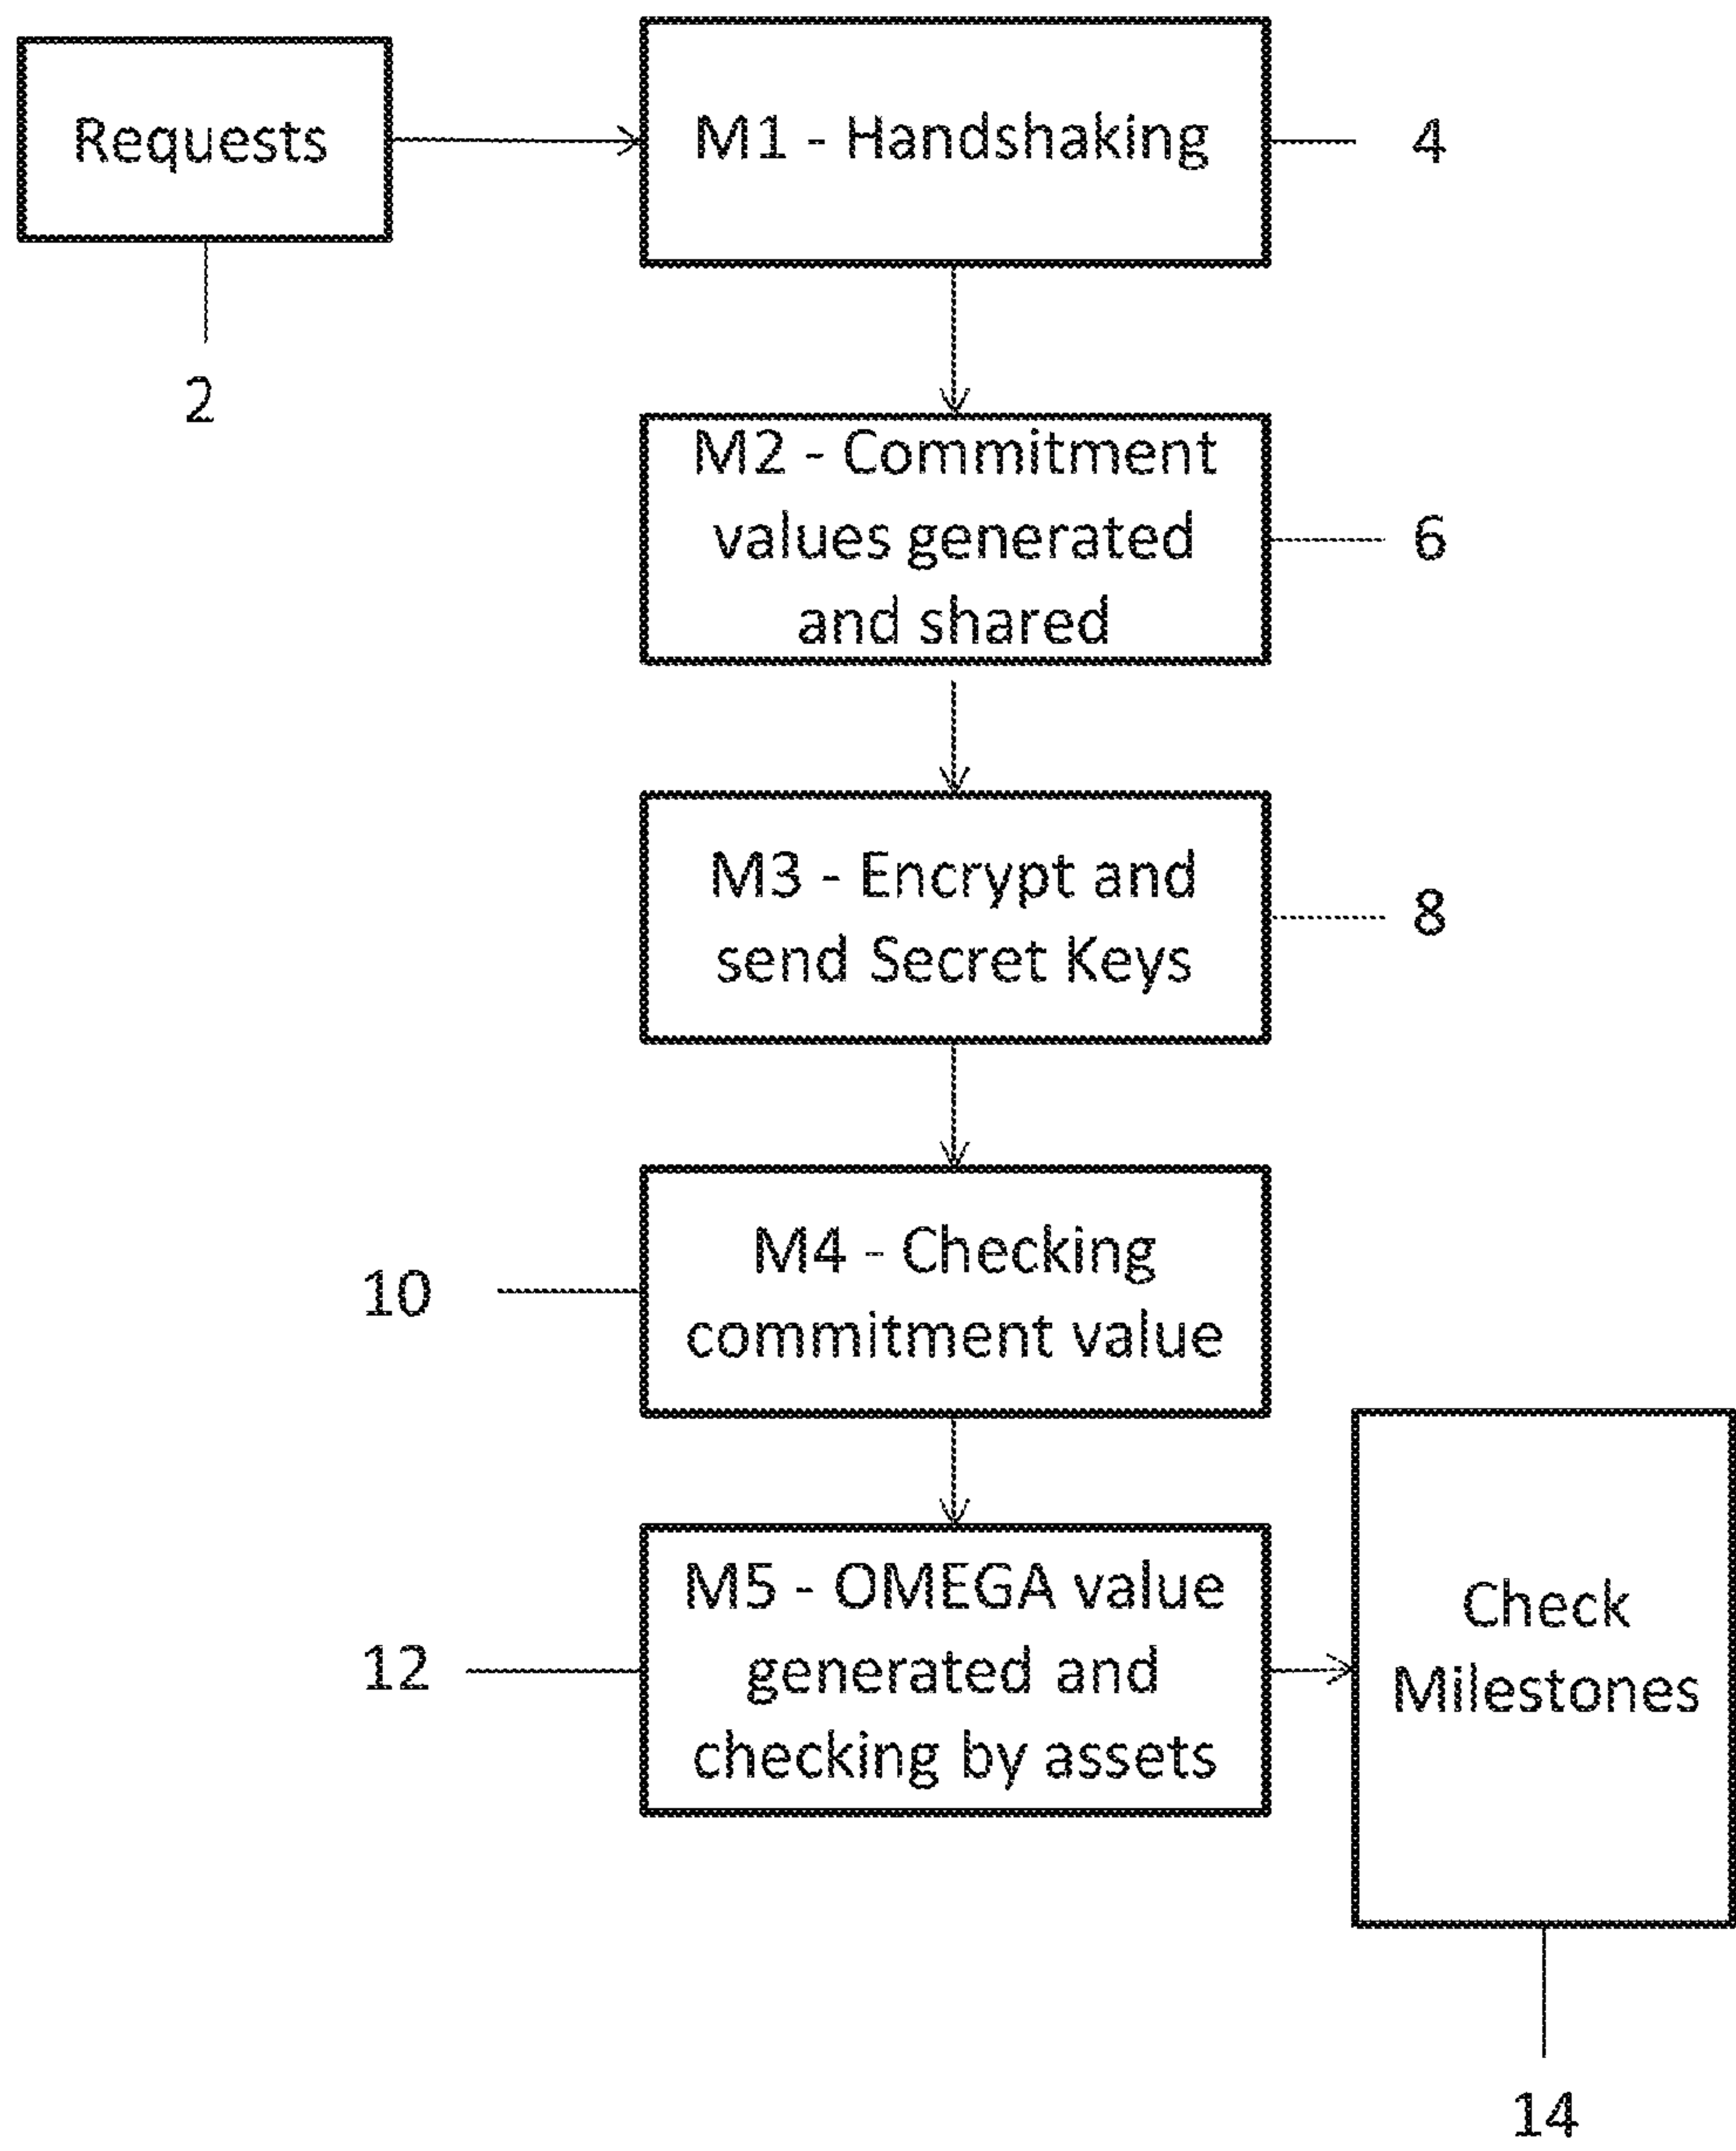 Requests
2
M1 - Handshaking
4
M2 - Commitment
values generated
and shared
6
M3 - Encrypt and
send Secret Keys
8
M4 - Checking
commitment value
10
M5 - OMEGA value
generated and
checking by assets
12
Check
Milestones
14